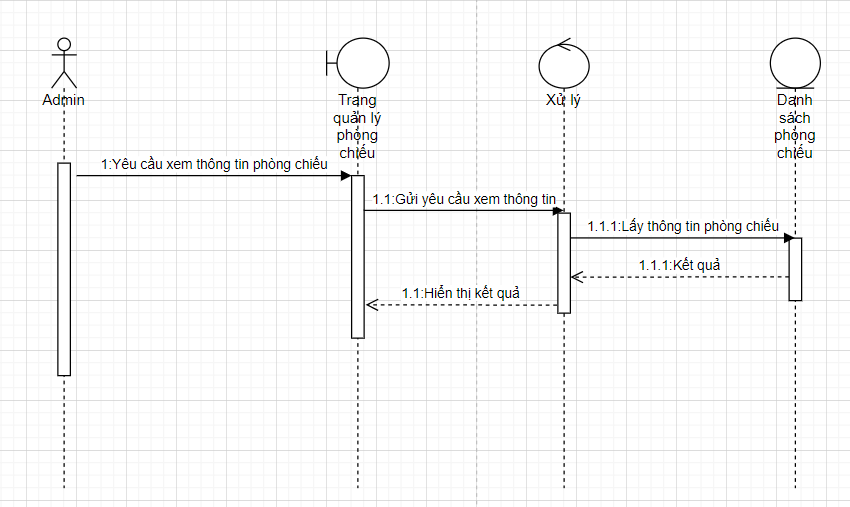 Admin
Trang
quản lý
phòng
chiếu
Xử lý
Danh
sách
phòng
chiếu
1:Yêu cầu xem thông tin phòng chiếu
1.1:Gửi yêu cầu xem thông tin
1.1.1:Lấy thông tin phòng chiếu
1.1.1:Kết quả
1.1:Hiển thị kết quả